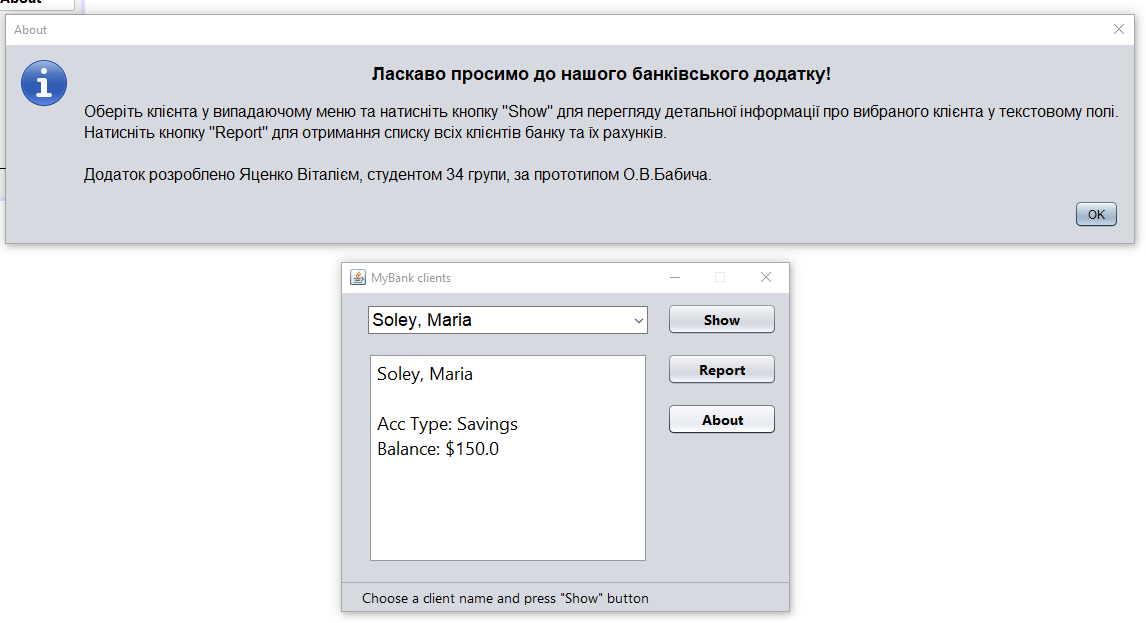 About
About
Ласкаво просимо до нашого банківського додатку!
Оберіть клієнта у випадаючому меню та натисніть кнопку "Show" для перегляду детальної інформації про вибраного клієнта у текстовому полі.
Натисніть кнопку "Report" для отримання списку всіх клієнтів банку та їх рахунків.
Додаток розроблено Яценко Віталієм, студентом 34 групи, за прототипом О.В.Бабича.
OK
MyBank clients
Soley, Maria
Show
Soley, Maria
Report
Acc Type: Savings
About
Balance: $150.0
Choose a client name and press "Show" button